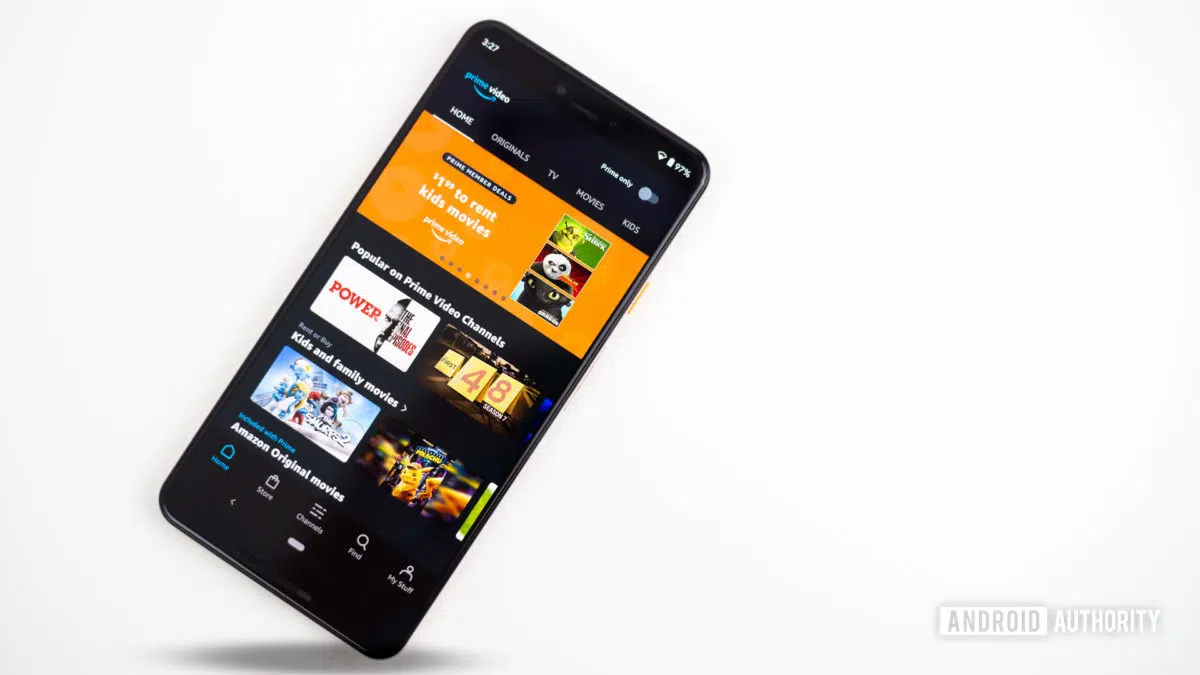 3:27
97%
prime video
Prime only
HOME
ORIGINALS
TV
MOVIES
KIDS
PRIME MEMBER DEALS
$1.99 to rent
kids movies
prime video
SHREK
Popular on Prime Video Channels
POWER
THE
FINAL
EPISODES
FIRST
48
SEASON 7
Rent or Buy
Kids and family movies >
SMURFS 2
PIKACHU
Included with Prime
Amazon Original movies
Home
Store
Channels
Find
My Stuff
ANDROID AUTHORITY